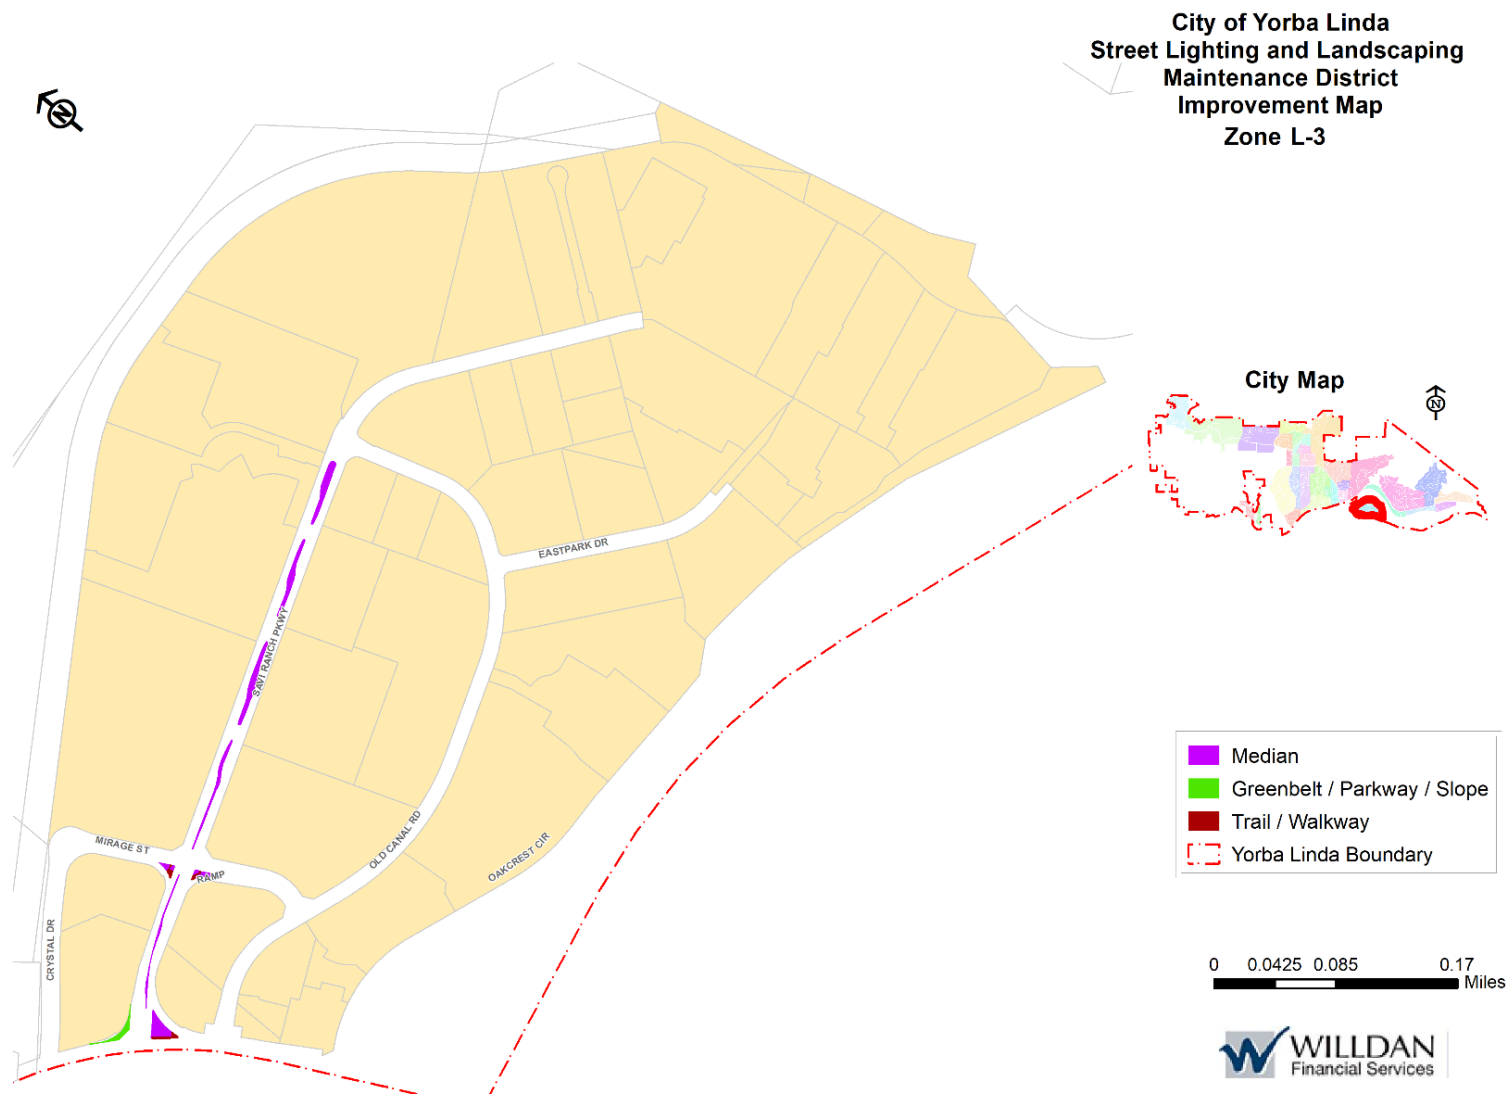 City of Yorba Linda
Street Lighting and Landscaping
Maintenance District
Improvement Map
Zone L-3
N
City Map
N
EASTPARK DR
SAVI RANCH PKWY
MIRAGE ST
RAMP
OLD CANAL RD
OAKCREST CIR
CRYSTAL DR
Median
Greenbelt / Parkway / Slope
Trail / Walkway
Yorba Linda Boundary
0 0.0425 0.085 0.17
Miles
WILLDAN
Financial Services